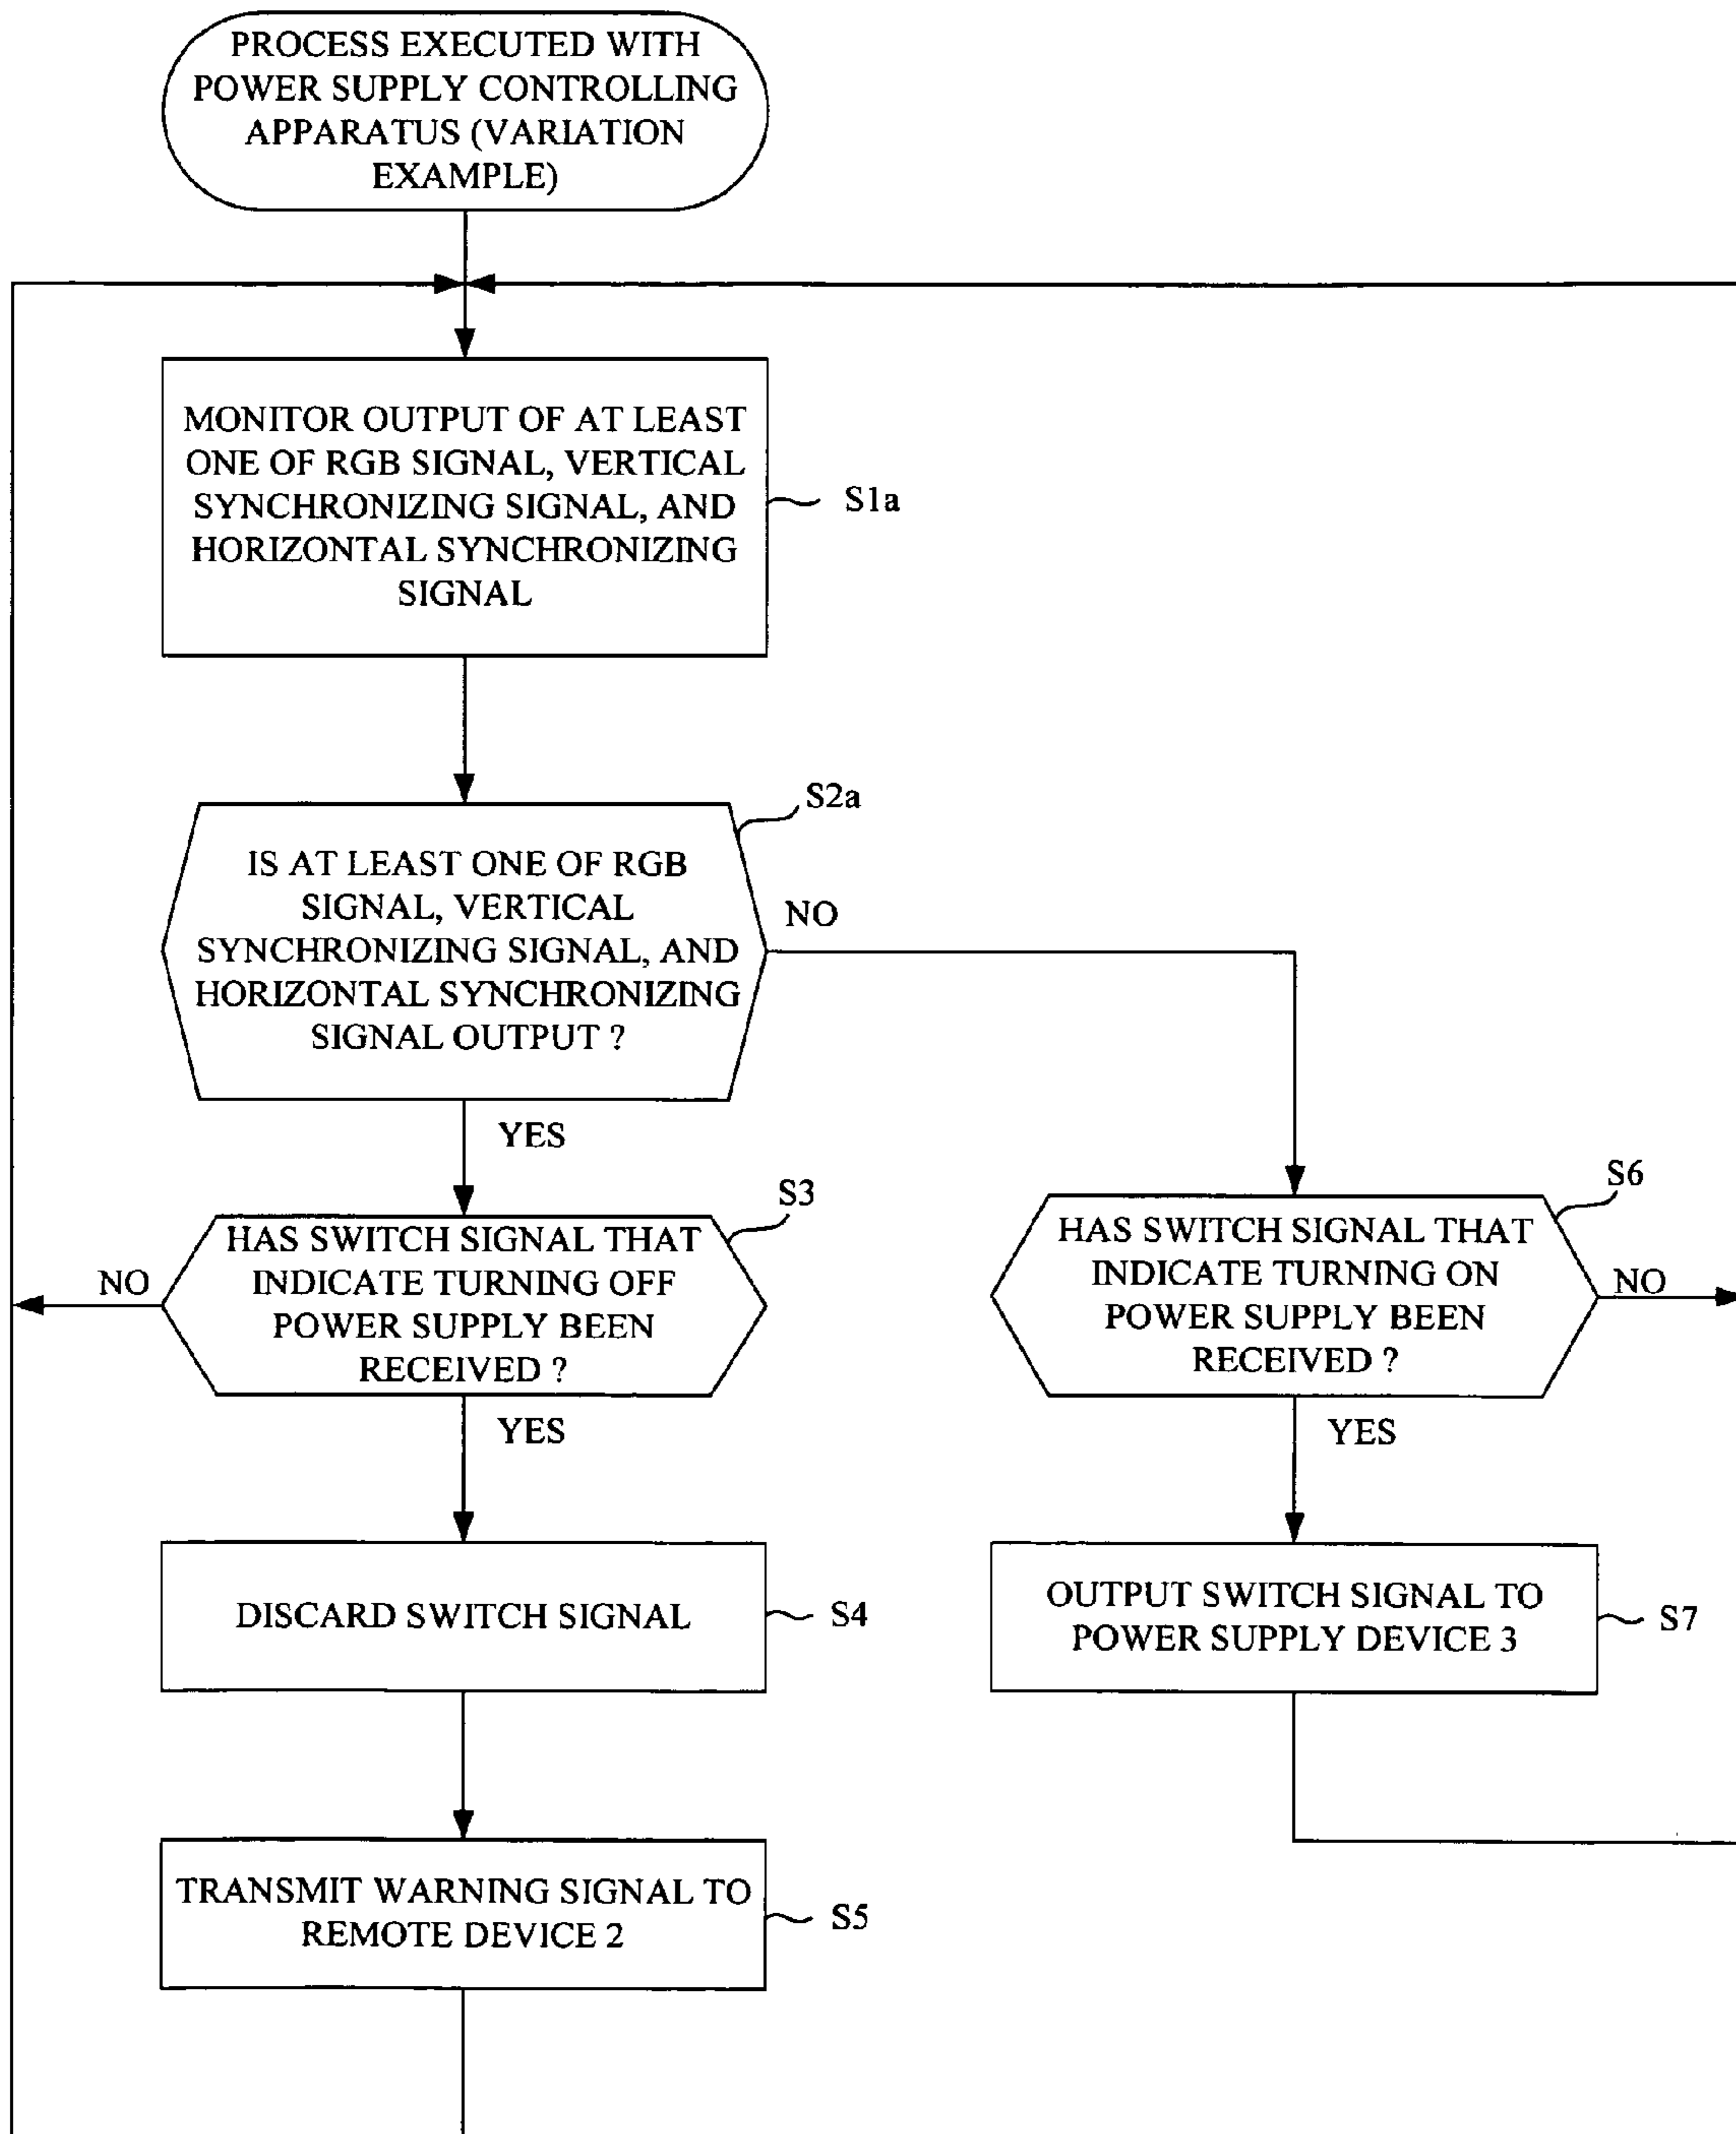 PROCESS EXECUTED WITH
POWER SUPPLY CONTROLLING
APPARATUS (VARIATION
EXAMPLE)
MONITOR OUTPUT OF AT LEAST
ONE OF RGB SIGNAL, VERTICAL
SYNCHRONIZING SIGNAL, AND
HORIZONTAL SYNCHRONIZING
SIGNAL
S1a
S2a
IS AT LEAST ONE OF RGB
SIGNAL, VERTICAL
SYNCHRONIZING SIGNAL, AND
HORIZONTAL SYNCHRONIZING
SIGNAL OUTPUT ?
NO
YES
S3
HAS SWITCH SIGNAL THAT
INDICATE TURNING OFF
POWER SUPPLY BEEN
RECEIVED ?
NO
YES
S6
HAS SWITCH SIGNAL THAT
INDICATE TURNING ON
POWER SUPPLY BEEN
RECEIVED ?
NO
YES
DISCARD SWITCH SIGNAL
S4
OUTPUT SWITCH SIGNAL TO
POWER SUPPLY DEVICE 3
S7
TRANSMIT WARNING SIGNAL TO
REMOTE DEVICE 2
S5